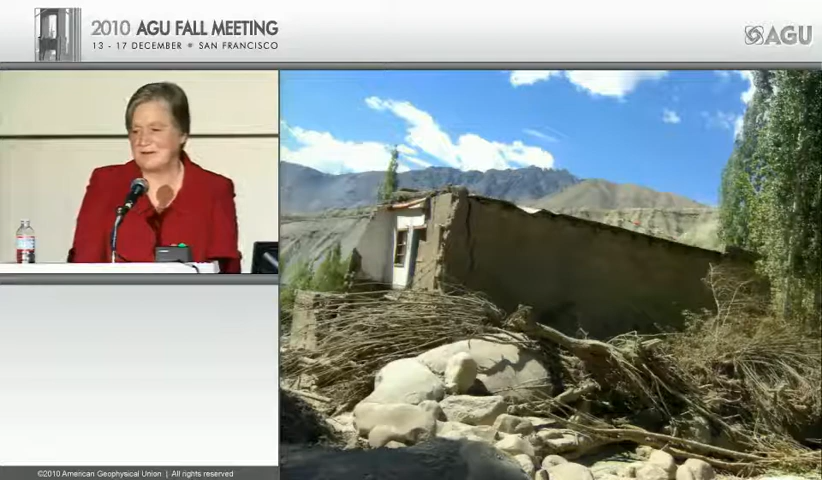 2010 AGU FALL MEETING
13 - 17 DECEMBER SAN FRANCISCO
AGU
©2010 American Geophysical Union | All rights reserved